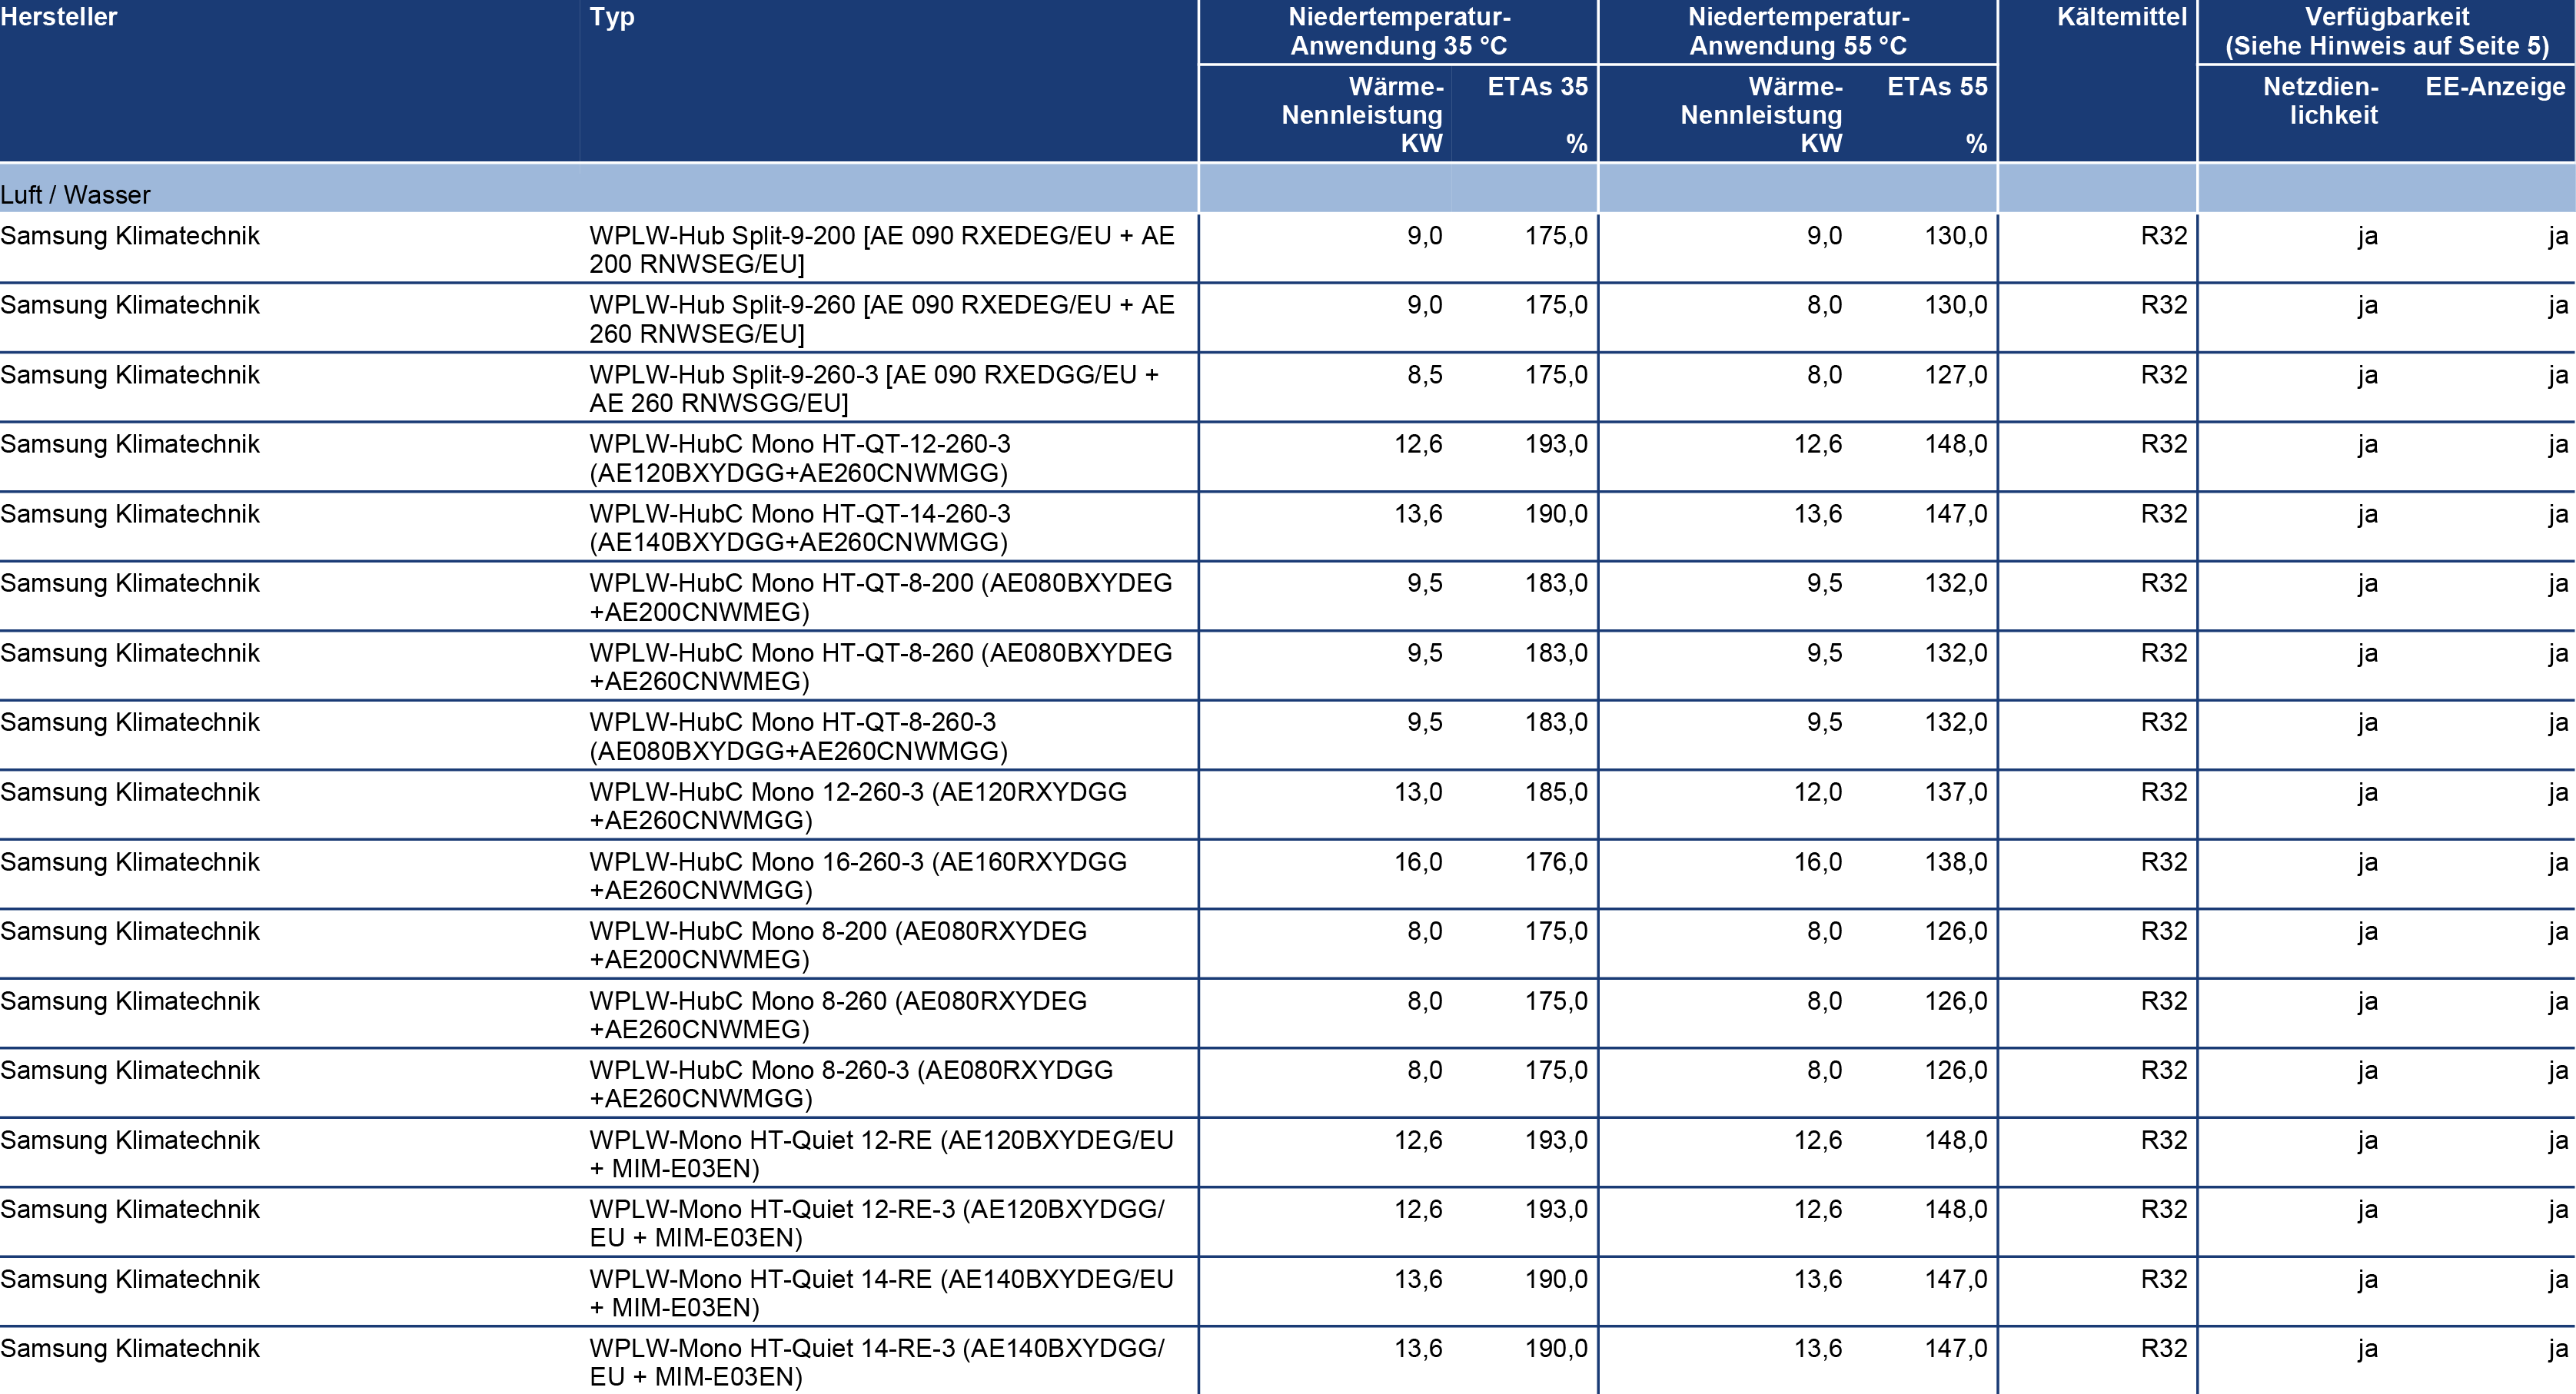 Hersteller Typ Niedertemperatur- Niedertemperatur- Kältemittel Verfügbarkeit
Anwendung 35 °C Anwendung 55 °C (Siehe Hinweis auf Seite 5)
Wärme- ETAs 35 Wärme- ETAs 55 Netzdien- EE-Anzeige
Nennleistung Nennleistung lichkeit
KW % KW %
Luft / Wasser
Samsung Klimatechnik WPLW-Hub Split-9-200 [AE 090 RXEDEG/EU + AE 9,0 175,0 9,0 130,0 R32 ja ja
200 RNWSEG/EU]
Samsung Klimatechnik WPLW-Hub Split-9-260 [AE 090 RXEDEG/EU + AE 9,0 175,0 8,0 130,0 R32 ja ja
260 RNWSEG/EU]
Samsung Klimatechnik WPLW-Hub Split-9-260-3 [AE 090 RXEDGG/EU + 8,5 175,0 8,0 127,0 R32 ja ja
AE 260 RNWSGG/EU]
Samsung Klimatechnik WPLW-HubC Mono HT-QT-12-260-3 12,6 193,0 12,6 148,0 R32 ja ja
(AE120BXYDGG+AE260CNWMGG)
Samsung Klimatechnik WPLW-HubC Mono HT-QT-14-260-3 13,6 190,0 13,6 147,0 R32 ja ja
(AE140BXYDGG+AE260CNWMGG)
Samsung Klimatechnik WPLW-HubC Mono HT-QT-8-200 (AE080BXYDEG 9,5 183,0 9,5 132,0 R32 ja ja
+AE200CNWMEG)
Samsung Klimatechnik WPLW-HubC Mono HT-QT-8-260 (AE080BXYDEG 9,5 183,0 9,5 132,0 R32 ja ja
+AE260CNWMEG)
Samsung Klimatechnik WPLW-HubC Mono HT-QT-8-260-3 9,5 183,0 9,5 132,0 R32 ja ja
(AE080BXYDGG+AE260CNWMGG)
Samsung Klimatechnik WPLW-HubC Mono 12-260-3 (AE120RXYDGG 13,0 185,0 12,0 137,0 R32 ja ja
+AE260CNWMGG)
Samsung Klimatechnik WPLW-HubC Mono 16-260-3 (AE160RXYDGG 16,0 176,0 16,0 138,0 R32 ja ja
+AE260CNWMGG)
Samsung Klimatechnik WPLW-HubC Mono 8-200 (AE080RXYDEG 8,0 175,0 8,0 126,0 R32 ja ja
+AE200CNWMEG)
Samsung Klimatechnik WPLW-HubC Mono 8-260 (AE080RXYDEG 8,0 175,0 8,0 126,0 R32 ja ja
+AE260CNWMEG)
Samsung Klimatechnik WPLW-HubC Mono 8-260-3 (AE080RXYDGG 8,0 175,0 8,0 126,0 R32 ja ja
+AE260CNWMGG)
Samsung Klimatechnik WPLW-Mono HT-Quiet 12-RE (AE120BXYDEG/EU 12,6 193,0 12,6 148,0 R32 ja ja
+ MIM-E03EN)
Samsung Klimatechnik WPLW-Mono HT-Quiet 12-RE-3 (AE120BXYDGG/ 12,6 193,0 12,6 148,0 R32 ja ja
EU + MIM-E03EN)
Samsung Klimatechnik WPLW-Mono HT-Quiet 14-RE (AE140BXYDEG/EU 13,6 190,0 13,6 147,0 R32 ja ja
+ MIM-E03EN)
Samsung Klimatechnik WPLW-Mono HT-Quiet 14-RE-3 (AE140BXYDGG/ 13,6 190,0 13,6 147,0 R32 ja ja
EU + MIM-E03EN)